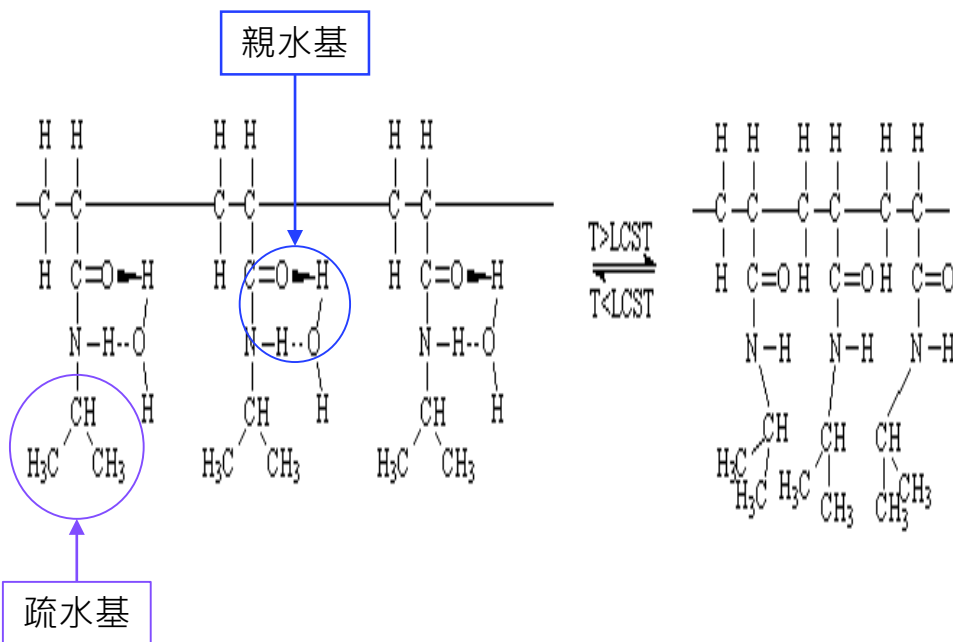 親水基
H H H H H H
C C C C C C
H C=O H H C=O H H C=O H
N-H··O N-H··O N-H··O
CH H CH H CH H
H₃C CH₃ H₃C CH₃ H₃C CH₃
疏水基
T>LCST
T<LCST
H H H H H H
C C C C C C
H C=O H C=O H C=O
N-H N-H N-H
CH CH CH
H₃C H₃C H₃C CH₃ CH₃ CH₃